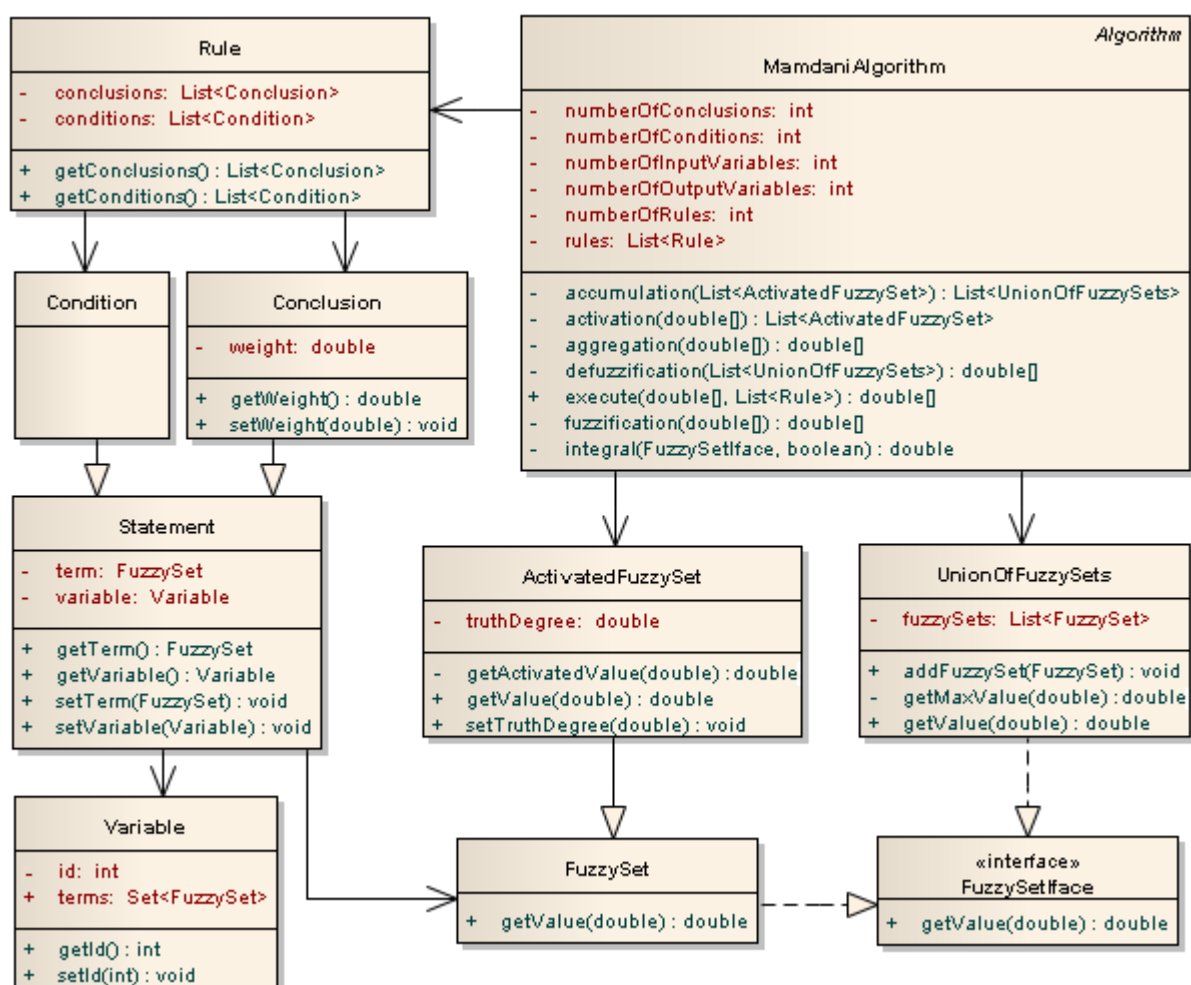 Rule
- conclusions: List<Conclusion>
- conditions: List<Condition>
+ getConclusions() : List<Conclusion>
+ getConditions() : List<Condition>
Algorithm
MamdaniAlgorithm
- numberOfConclusions: int
- numberOfConditions: int
- numberOfInputVariables: int
- numberOfOutputVariables: int
- numberOfRules: int
- rules: List<Rule>
- accumulation(List<ActivatedFuzzySet>) : List<UnionOfFuzzySets>
- activation(double[]) : List<ActivatedFuzzySet>
- aggregation(double[]) : double[]
- defuzzification(List<UnionOfFuzzySets>) : double[]
+ execute(double[], List<Rule>) : double[]
- fuzzification(double[]) : double[]
- integral(FuzzySetIface, boolean) : double
Condition
Conclusion
- weight: double
+ getWeight() : double
+ setWeight(double) : void
Statement
- term: FuzzySet
- variable: Variable
+ getTerm() : FuzzySet
+ getVariable() : Variable
+ setTerm(FuzzySet) : void
+ setVariable(Variable) : void
ActivatedFuzzySet
- truthDegree: double
- getActivatedValue(double) : double
+ getValue(double) : double
+ setTruthDegree(double) : void
UnionOfFuzzySets
- fuzzySets: List<FuzzySet>
+ addFuzzySet(FuzzySet) : void
- getMaxValue(double) : double
+ getValue(double) : double
Variable
- id: int
+ terms: Set<FuzzySet>
+ getId() : int
+ setId(int) : void
FuzzySet
+ getValue(double) : double
«interface»
FuzzySetIface
+ getValue(double) : double